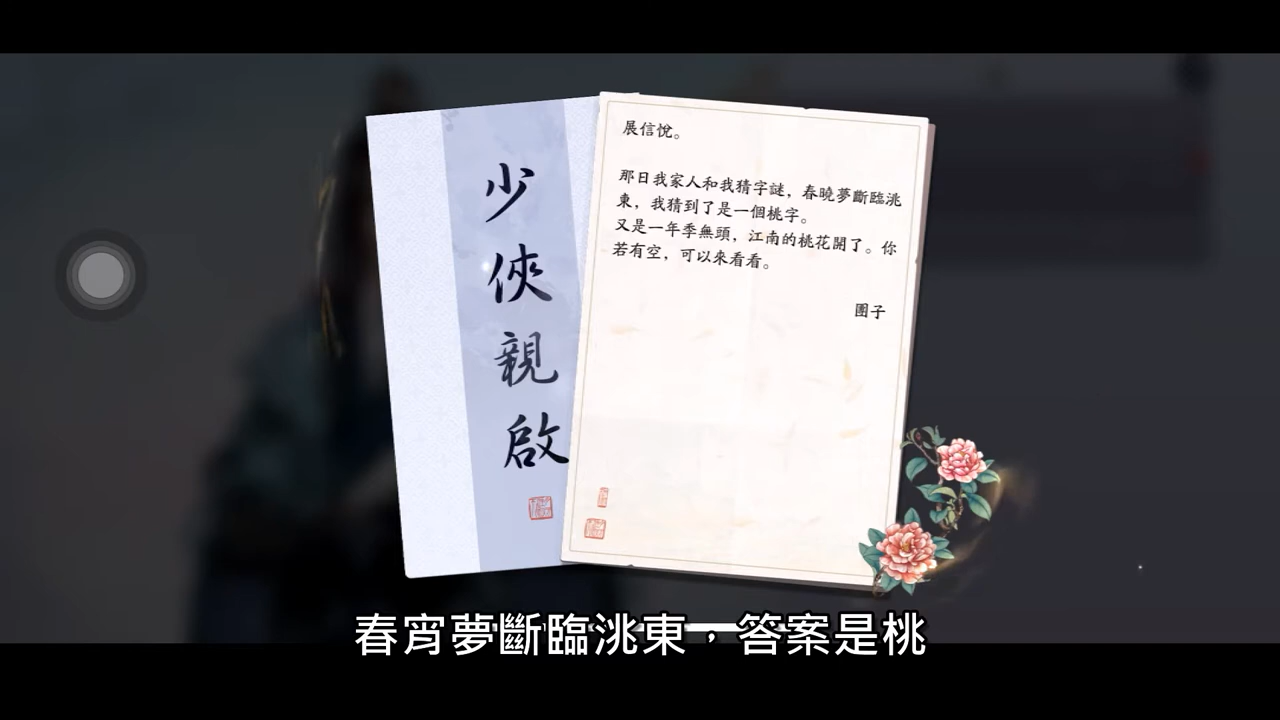 少俠親啟
展信悅。
那日我家人和我猜字謎，春曉夢斷臨洮
東，我猜到了是一個桃字。
又是一年季無頭，江南的桃花開了。你
若有空，可以來看看。
團子
春宵夢斷臨洮東，答案是桃